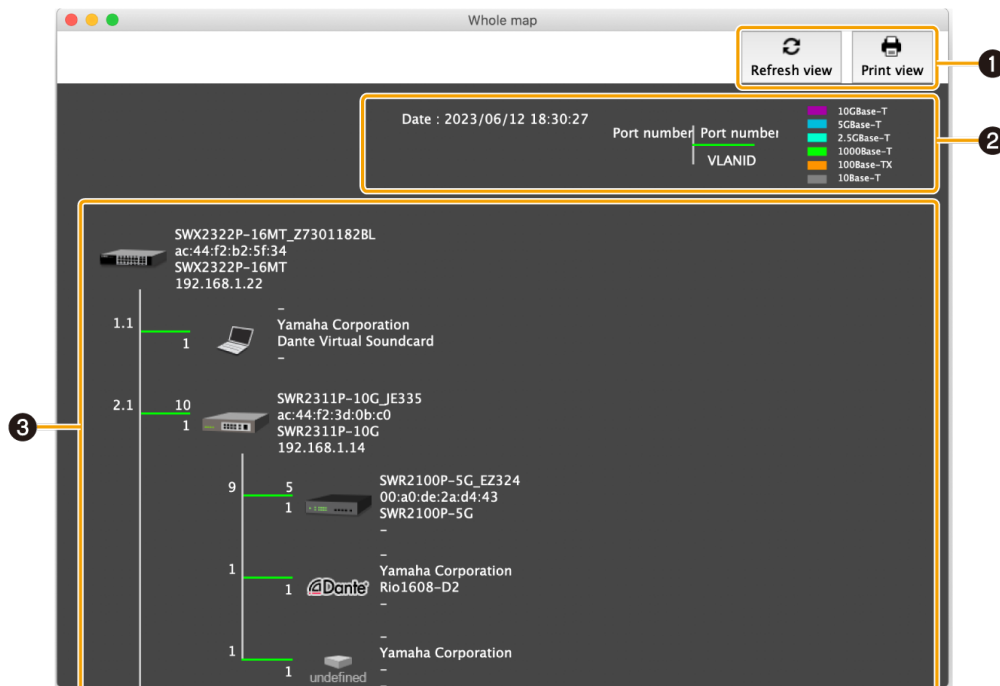 Whole map
Refresh view
Print view
1
Date : 2023/06/12 18:30:27
Port number
Port number
VLANID
10GBase-T
5GBase-T
2.5GBase-T
1000Base-T
100Base-TX
10Base-T
2
SWX2322P-16MT_Z7301182BL
ac:44:f2:b2:5f:34
SWX2322P-16MT
192.168.1.22
1.1
1
–
Yamaha Corporation
Dante Virtual Soundcard
–
3
2.1
10
1
SWR2311P-10G_JE335
ac:44:f2:3d:0b:c0
SWR2311P-10G
192.168.1.14
9
5
1
SWR2100P-5G_EZ324
00:a0:de:2a:d4:43
SWR2100P-5G
–
1
1
Dante
–
Yamaha Corporation
Rio1608-D2
–
1
1
undefined
–
Yamaha Corporation
–
–